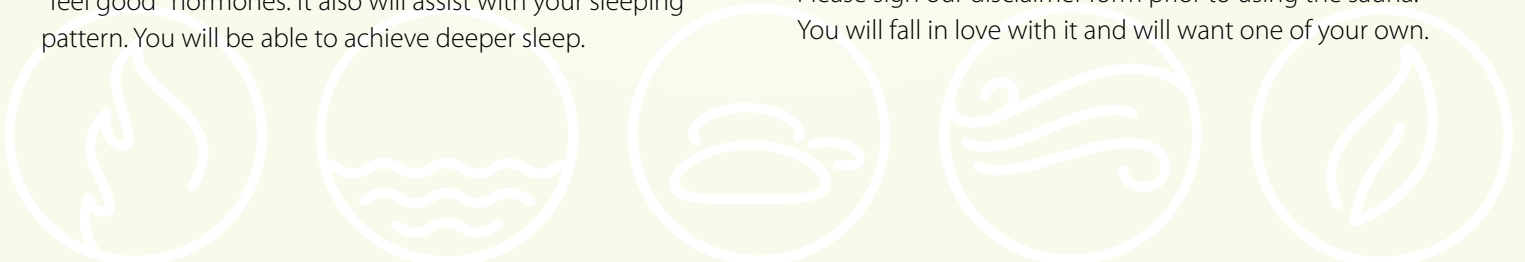 "feel good" hormones. It also will assist with your sleeping
pattern. You will be able to achieve deeper sleep.
Please sign our disclaimer form prior to using the sauna.
You will fall in love with it and will want one of your own.